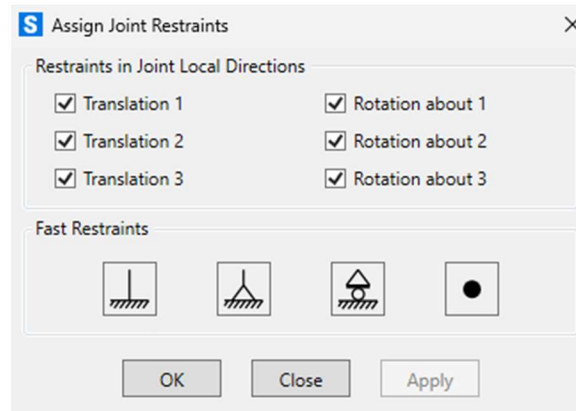 S Assign Joint Restraints
Restraints in Joint Local Directions
Translation 1 Rotation about 1
Translation 2 Rotation about 2
Translation 3 Rotation about 3
Fast Restraints
OK Close Apply